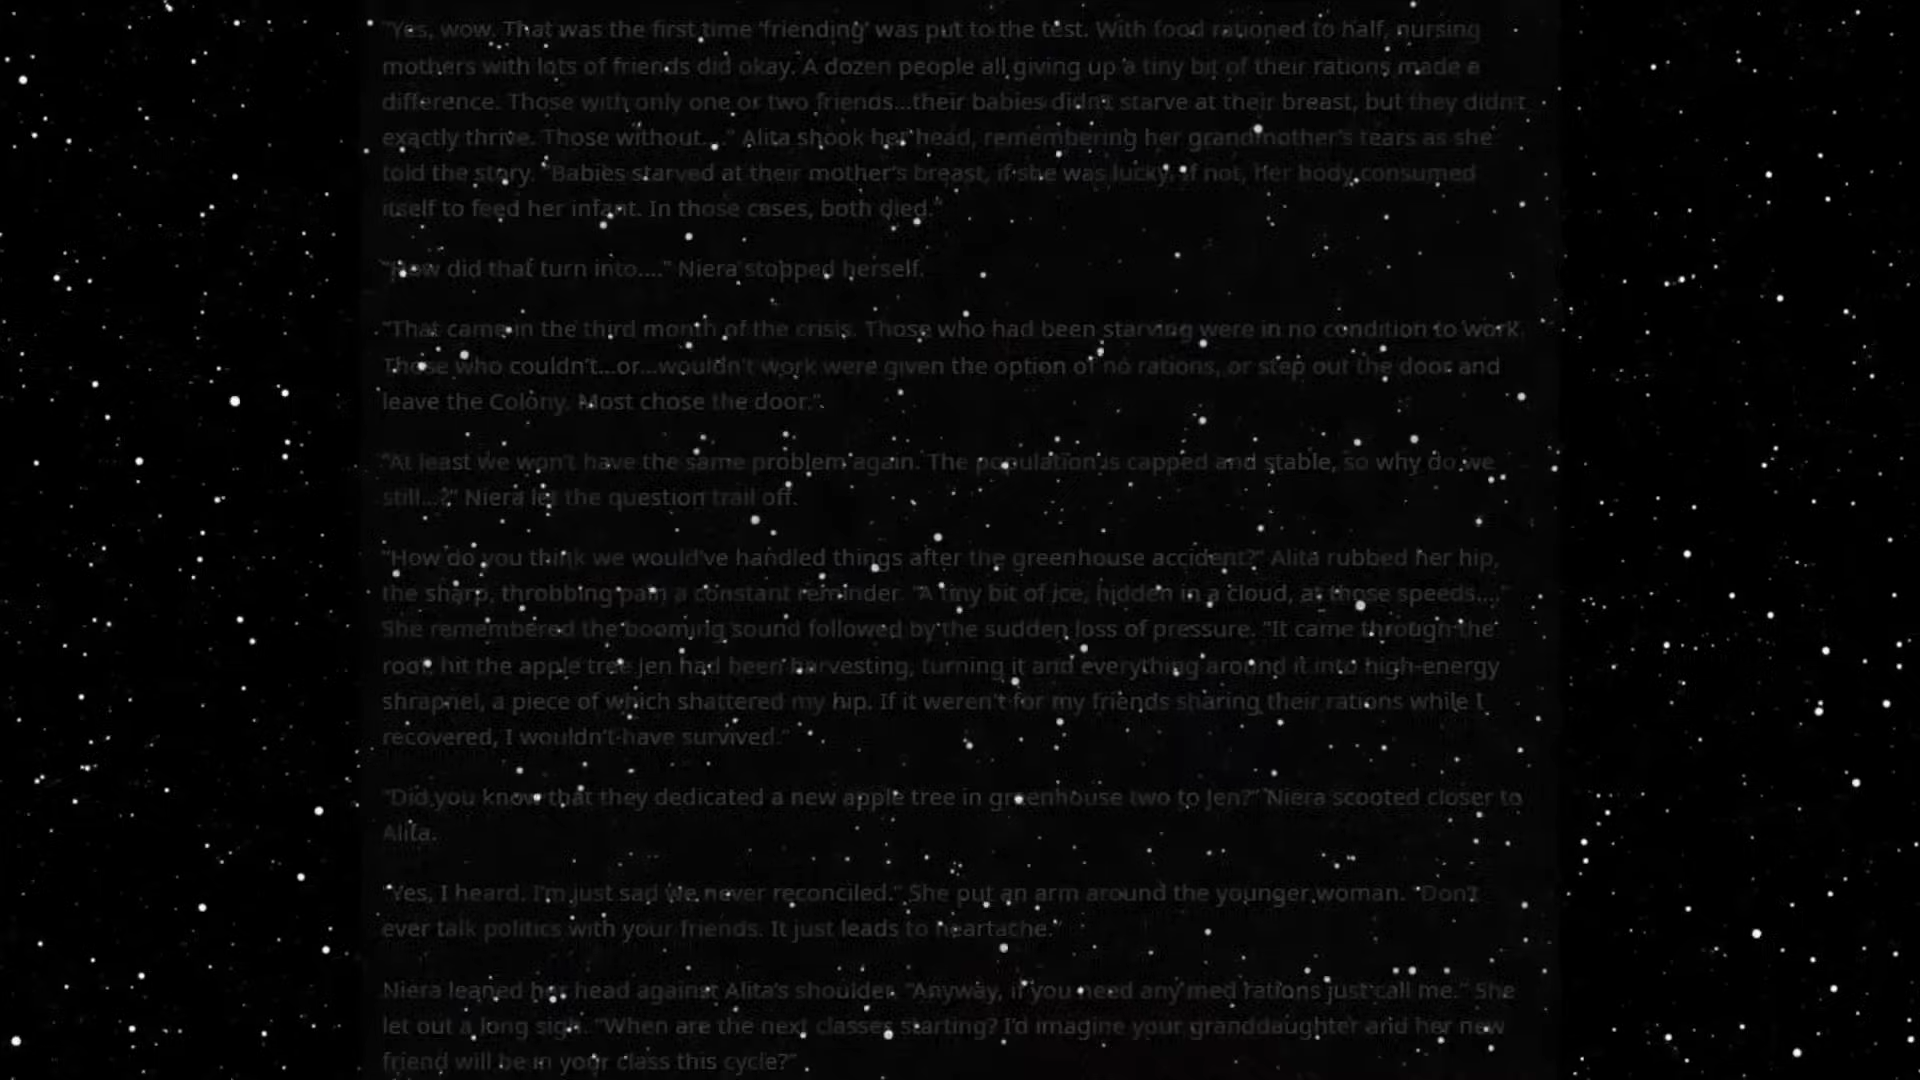 "Yes, wow. That was the first time 'friending' was put to the test. With food rationed to half, nursing
mothers with lots of friends did okay. A dozen people all giving up a tiny bit of their rations made a
difference. Those with only one or two friends...their babies didn't starve at their breast, but they didn't
exactly thrive. Those without...." Alita shook her head, remembering her grandmother's tears as she
told the story. "Babies starved at their mother's breast, if she was lucky. If not, her body consumed
itself to feed her infant. In those cases, both died."
"How did that turn into...." Niera stopped herself.
"That came in the third month of the crisis. Those who had been starving were in no condition to work.
Those who couldn't...or...wouldn't work were given the option of no rations, or step out the door and
leave the Colony. Most chose the door."
"At least we won't have the same problem again. The population is capped and stable, so why do we
still...?" Niera let the question trail off.
"How do you think we would've handled things after the greenhouse accident?" Alita rubbed her hip,
the sharp, throbbing pain a constant reminder. "A tiny bit of ice, hidden in a cloud, at those speeds...."
She remembered the booming sound followed by the sudden loss of pressure. "It came through the
roof, hit the apple tree Jen had been harvesting, turning it and everything around it into high-energy
shrapnel, a piece of which shattered my hip. If it weren't for my friends sharing their rations while I
recovered, I wouldn't have survived."
"Did you know that they dedicated a new apple tree in greenhouse two to Jen?" Niera scooted closer to
Alita.
"Yes, I heard. I'm just sad we never reconciled." She put an arm around the younger woman. "Don't
ever talk politics with your friends. It just leads to heartache."
Niera leaned her head against Alita's shoulder. "Anyway, if you need any med rations just call me." She
let out a long sigh. "When are the next classes starting? I'd imagine your granddaughter and her new
friend will be in your class this cycle?"